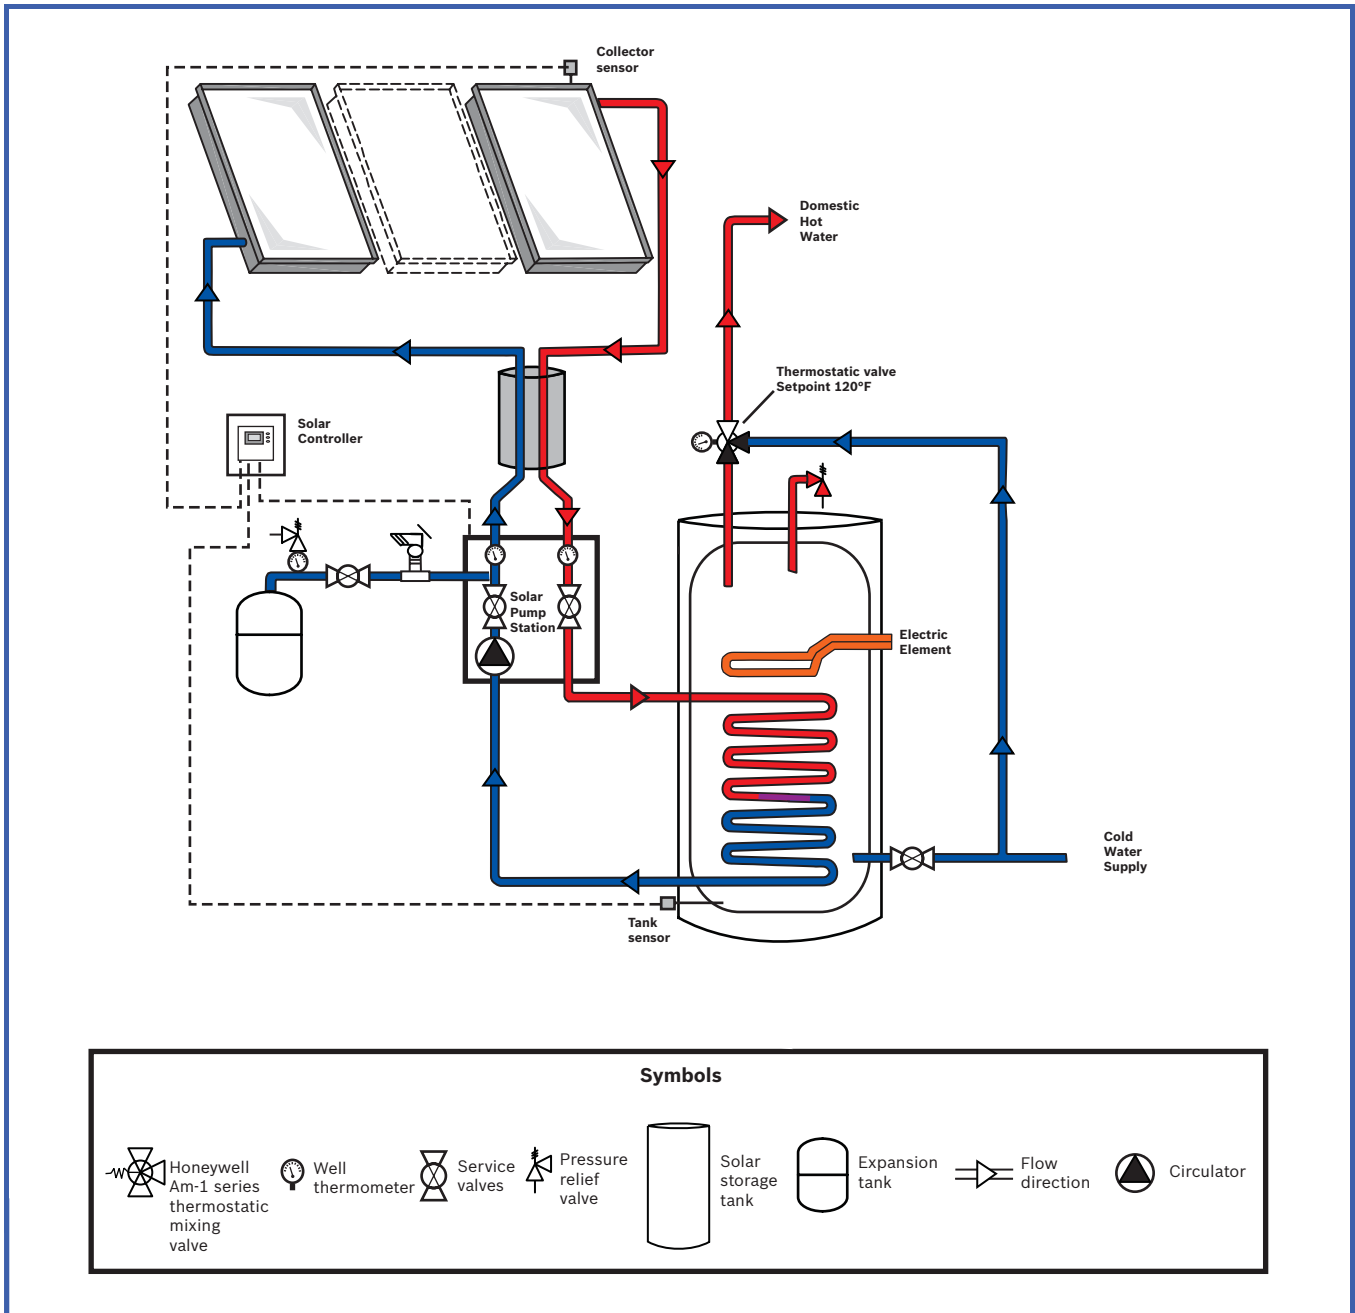 Collector
sensor
Domestic
Hot
Water
Thermostatic valve
Setpoint 120°F
Solar
Controller
Solar
Pump
Station
Electric
Element
Cold
Water
Supply
Tank
sensor
Symbols
Honeywell
Am-1 series
thermostatic
mixing
valve
Well
thermometer
Service
valves
Pressure
relief
valve
Solar
storage
tank
Expansion
tank
Flow
direction
Circulator